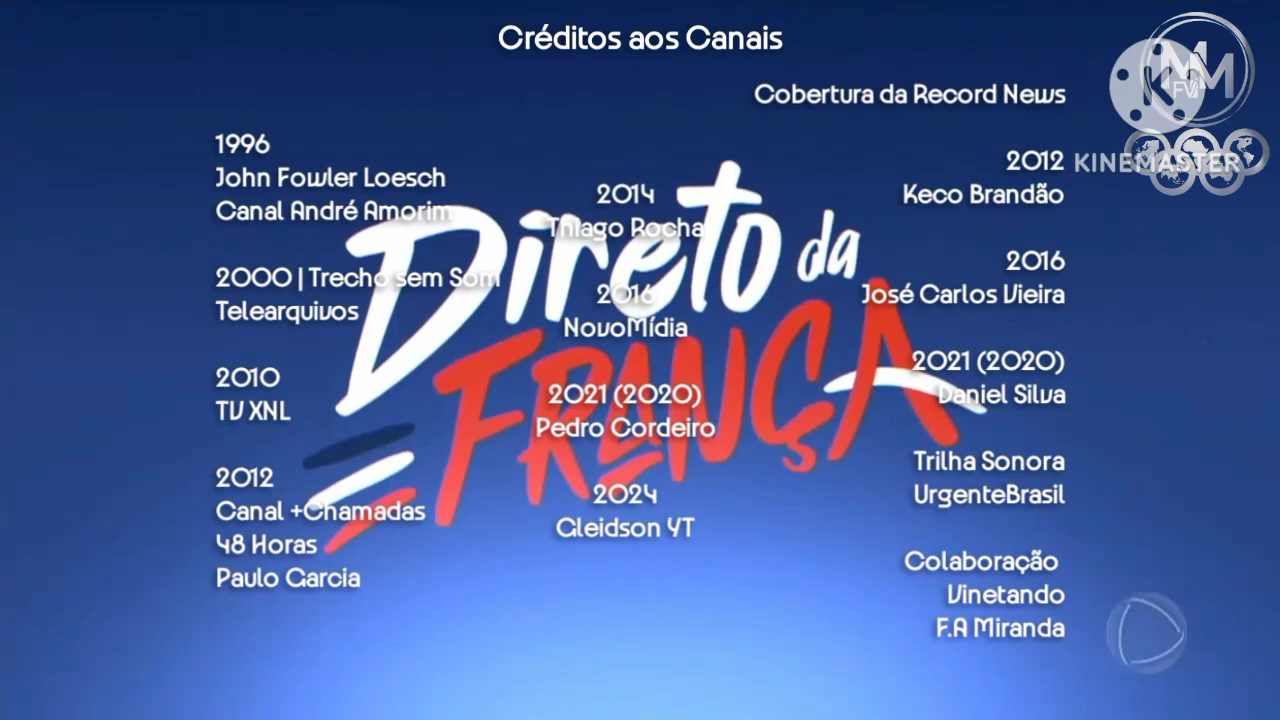 Créditos aos Canais
1996
John Fowler Loesch
Canal André Amorim
2000 | Trecho sem Som
Telearquivos
2010
TV XNL
2012
Canal +Chamadas
48 Horas
Paulo Garcia
2014
Thiago Rocha
2016
NovoMídia
2021 (2020)
Pedro Cordeiro
2024
Gleidson YT
Cobertura da Record News
2012
Keco Brandão
2016
José Carlos Vieira
2021 (2020)
Daniel Silva
Trilha Sonora
UrgenteBrasil
Colaboração
Vinetando
F.A Miranda
Direto da
FRANÇA
KINEMASTER